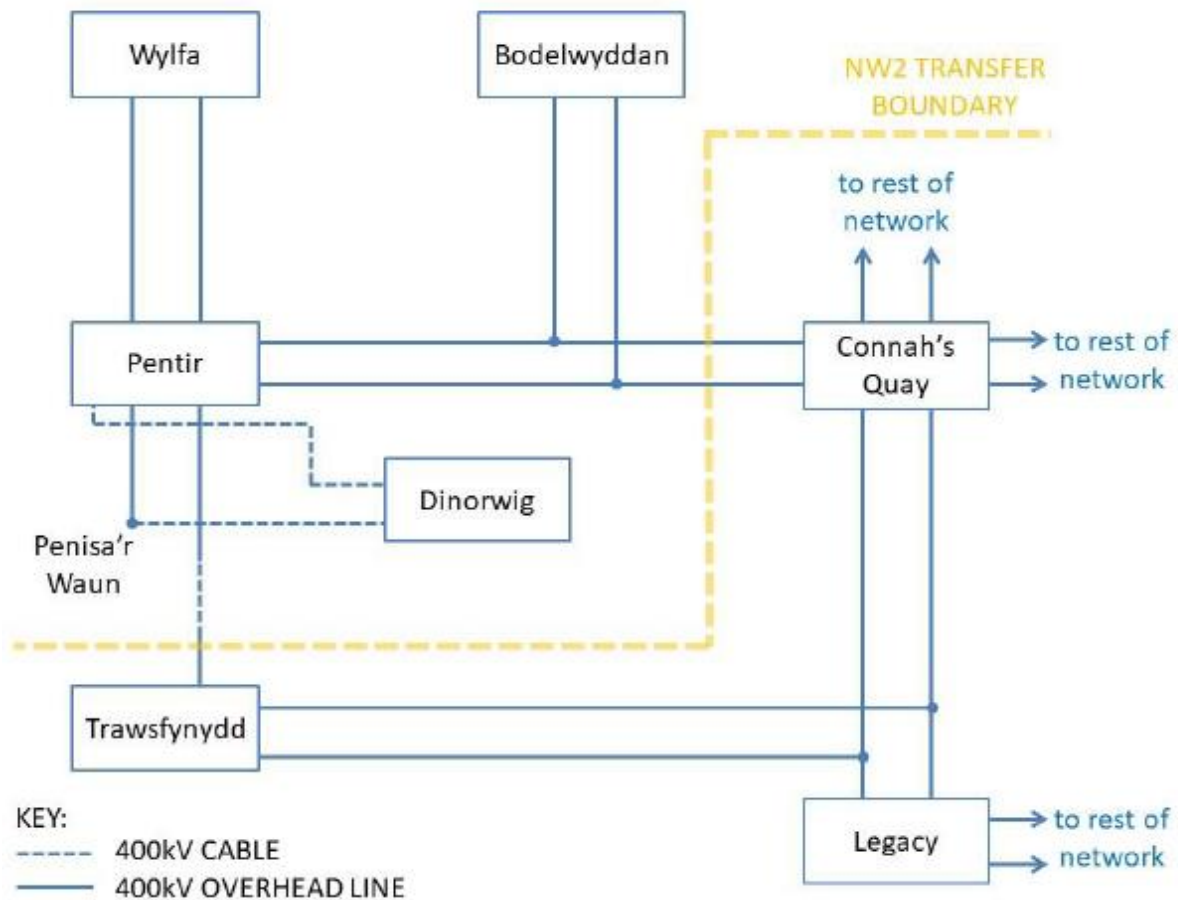 Wylfa
Bodelwyddan
NW2 TRANSFER
BOUNDARY
to rest of
network
Pentir
Connah's
Quay
to rest of
network
Dinorwig
Penisa'r
Waun
Trawsfynydd
Legacy
to rest of
network
KEY:
400kV CABLE
400kV OVERHEAD LINE